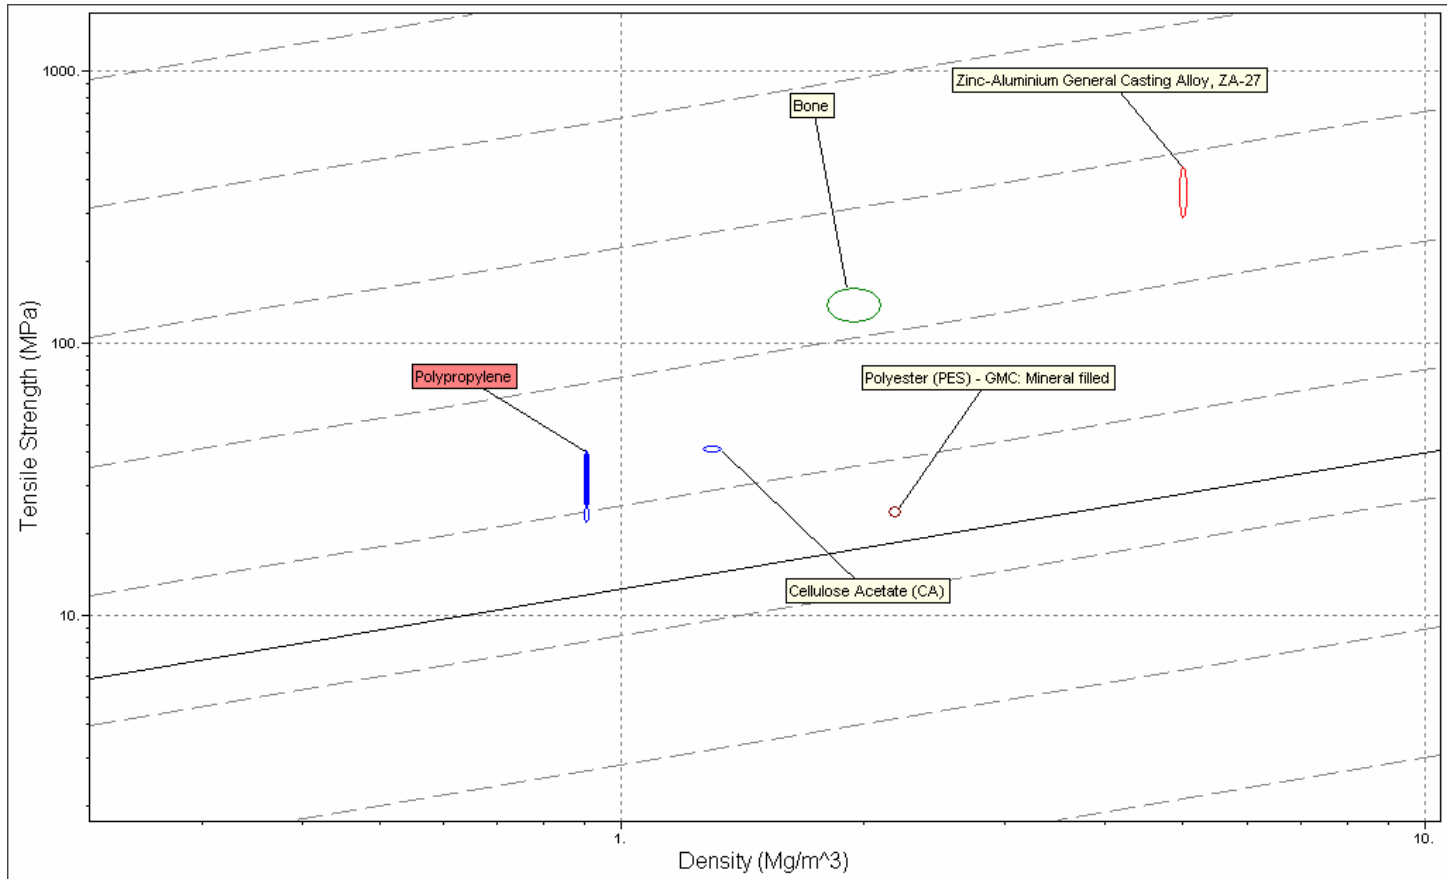 1000.
Zinc-Aluminium General Casting Alloy, ZA-27
Bone
Tensile Strength (MPa)
100.
Polypropylene
Polyester (PES) - GMC: Mineral filled
Cellulose Acetate (CA)
10.
1.
10.
Density (Mg/m^3)